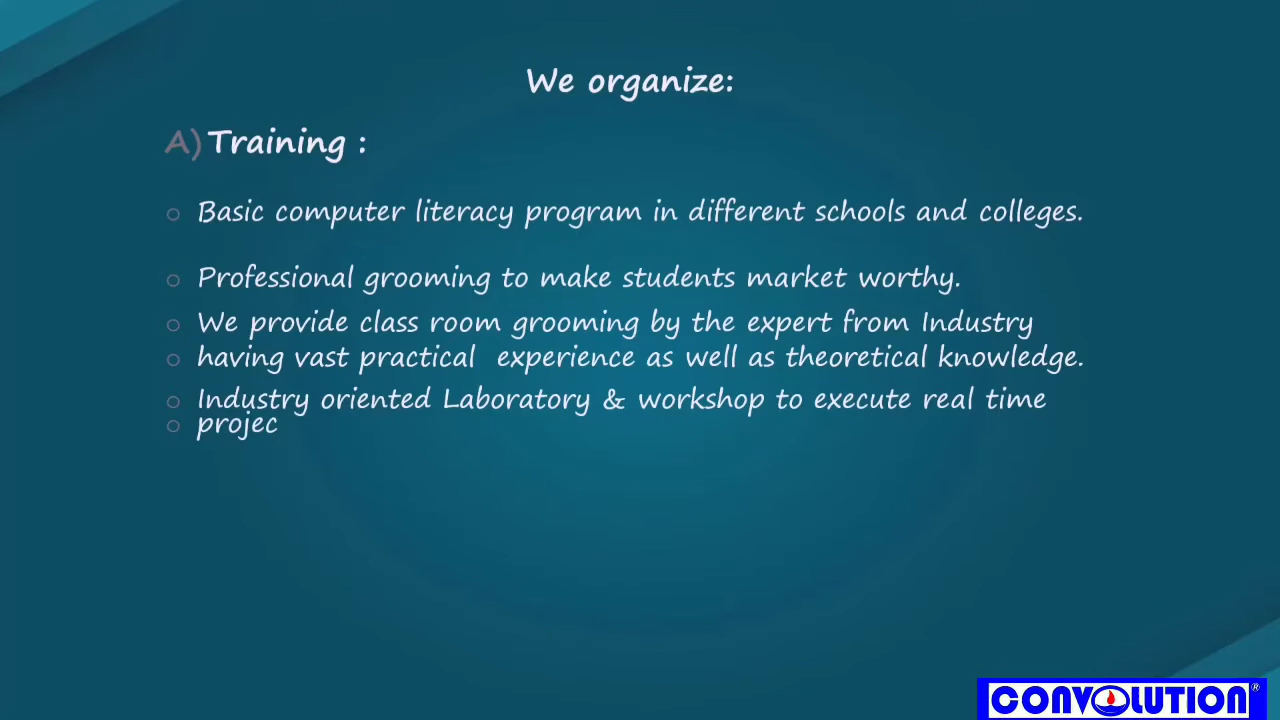 We organize:
A) Training :
Basic computer literacy program in different schools and colleges.
Professional grooming to make students market worthy.
We provide class room grooming by the expert from Industry
having vast practical experience as well as theoretical knowledge.
Industry oriented Laboratory & workshop to execute real time
projec
CONVOLUTION®